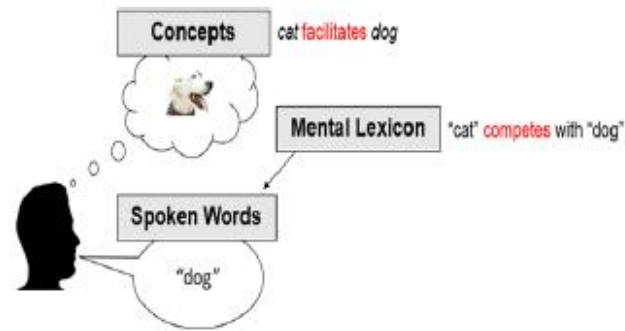 Concepts
cat facilitates dog
Mental Lexicon
"cat" competes with "dog"
Spoken Words
"dog"